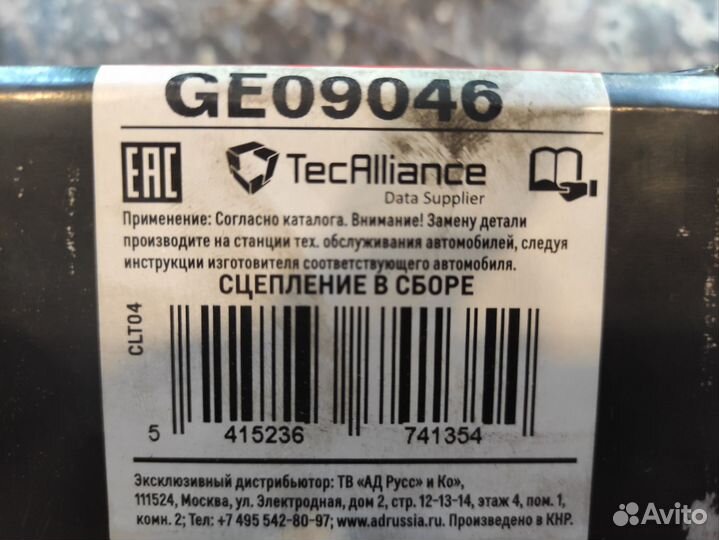 GE09046
EAC
TecAlliance
Data Supplier
Применение: Согласно каталога. Внимание! Замену детали
производите на станции тех. обслуживания автомобилей, следуя
инструкции изготовителя соответствующего автомобиля.
СЦЕПЛЕНИЕ В СБОРЕ
CLT04
5 415236 741354
Эксклюзивный дистрибьютор: ТВ «АД Русс» и Ко»,
111524, Москва, ул. Электродная, дом 2, стр. 12-13-14, этаж 4, пом. 1,
комн. 2; Тел: +7 495 542-80-97; www.adrussia.ru. Произведено в КНР.
Avito